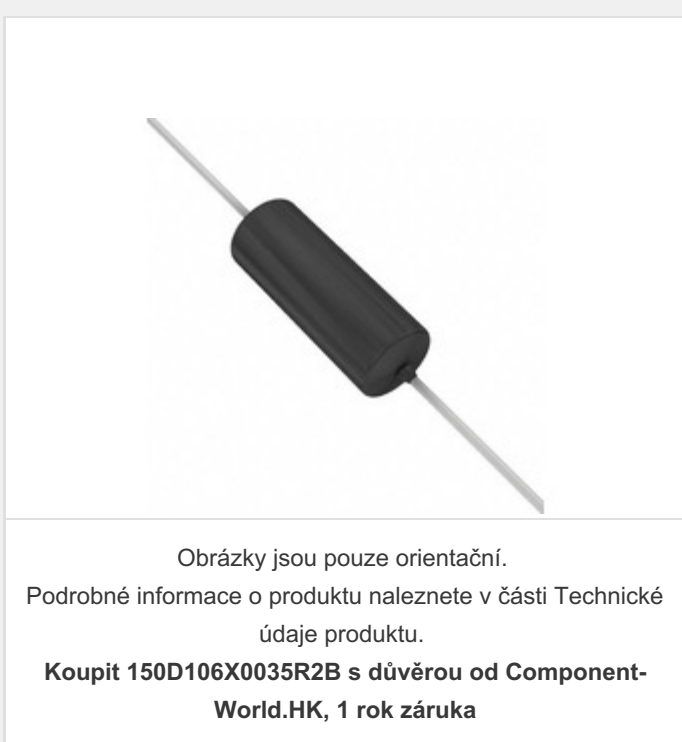 Obrázky jsou pouze orientační.
Podrobné informace o produktu naleznete v části Technické
údaje produktu.
Koupit 150D106X0035R2B s důvěrou od Component-
World.HK, 1 rok záruka